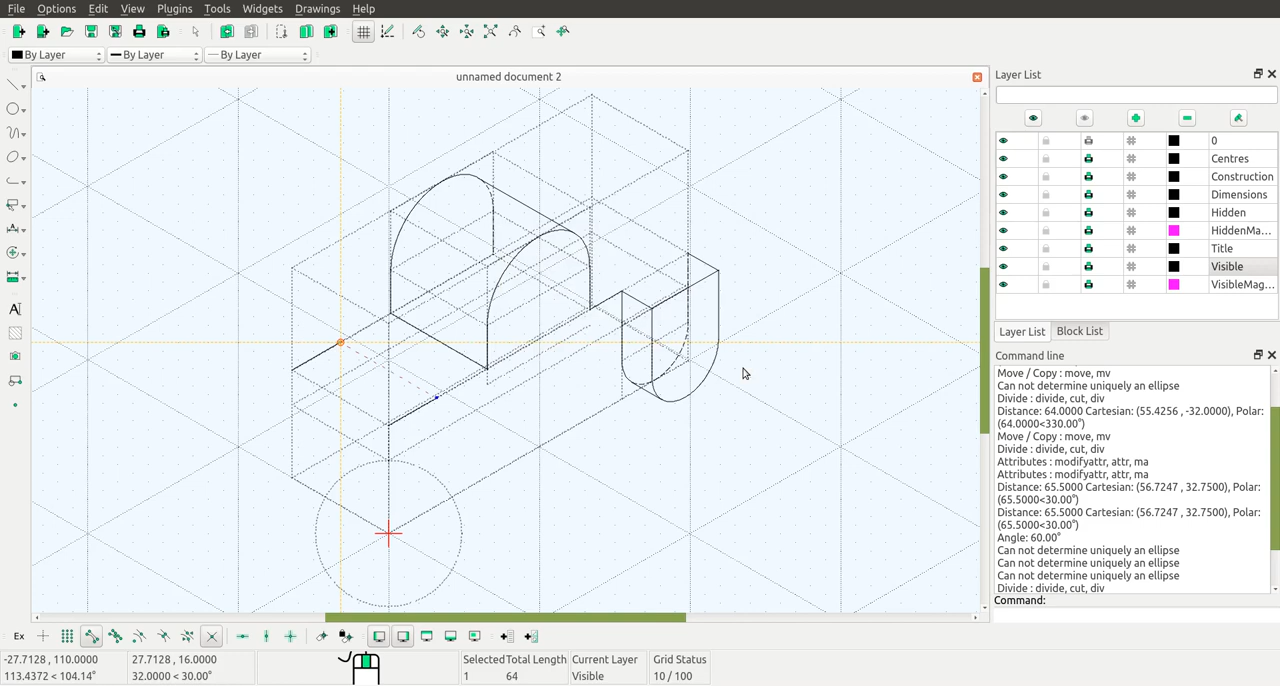 File Options Edit View Plugins Tools Widgets Drawings Help
By Layer By Layer By Layer
unnamed document 2
Layer List
0
Centres
Construction
Dimensions
Hidden
HiddenMa...
Title
Visible
VisibleMag...
Layer List Block List
Command line
Move / Copy : move, mv
Can not determine uniquely an ellipse
Divide : divide, cut, div
Distance: 64.0000 Cartesian: (55.4256 , -32.0000), Polar:
(64.0000<330.00°)
Move / Copy : move, mv
Divide : divide, cut, div
Attributes : modifyattr, attr, ma
Attributes : modifyattr, attr, ma
Distance: 65.5000 Cartesian: (56.7247 , 32.7500), Polar:
(65.5000<30.00°)
Distance: 65.5000 Cartesian: (56.7247 , 32.7500), Polar:
(65.5000<30.00°)
Angle: 60.00°
Can not determine uniquely an ellipse
Can not determine uniquely an ellipse
Can not determine uniquely an ellipse
Divide : divide, cut, div
Command:
A
Ex
-27.7128 , 110.0000 27.7128 , 16.0000 Selected Total Length Current Layer Grid Status
113.4372 < 104.14° 32.0000 < 30.00° 1 64 Visible 10 / 100